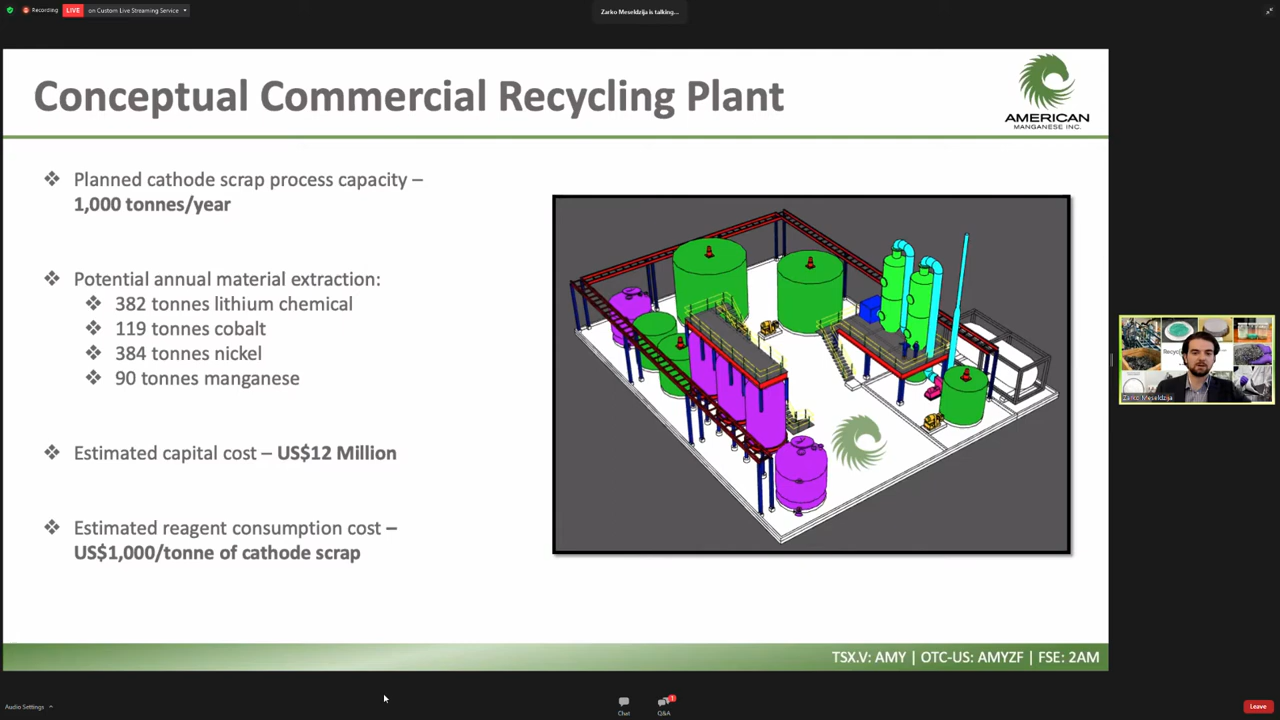 Recording
LIVE
on Custom Live Streaming Service
Zarko Meseldzija is talking...
Conceptual Commercial Recycling Plant
AMERICAN
MANGANESE INC.
❖ Planned cathode scrap process capacity –
1,000 tonnes/year
❖ Potential annual material extraction:
❖ 382 tonnes lithium chemical
❖ 119 tonnes cobalt
❖ 384 tonnes nickel
❖ 90 tonnes manganese
❖ Estimated capital cost – US$12 Million
❖ Estimated reagent consumption cost –
US$1,000/tonne of cathode scrap
Zarko Meseldzija
TSX.V: AMY | OTC-US: AMYZF | FSE: 2AM
Audio Settings
Chat
Q&A
1
Leave